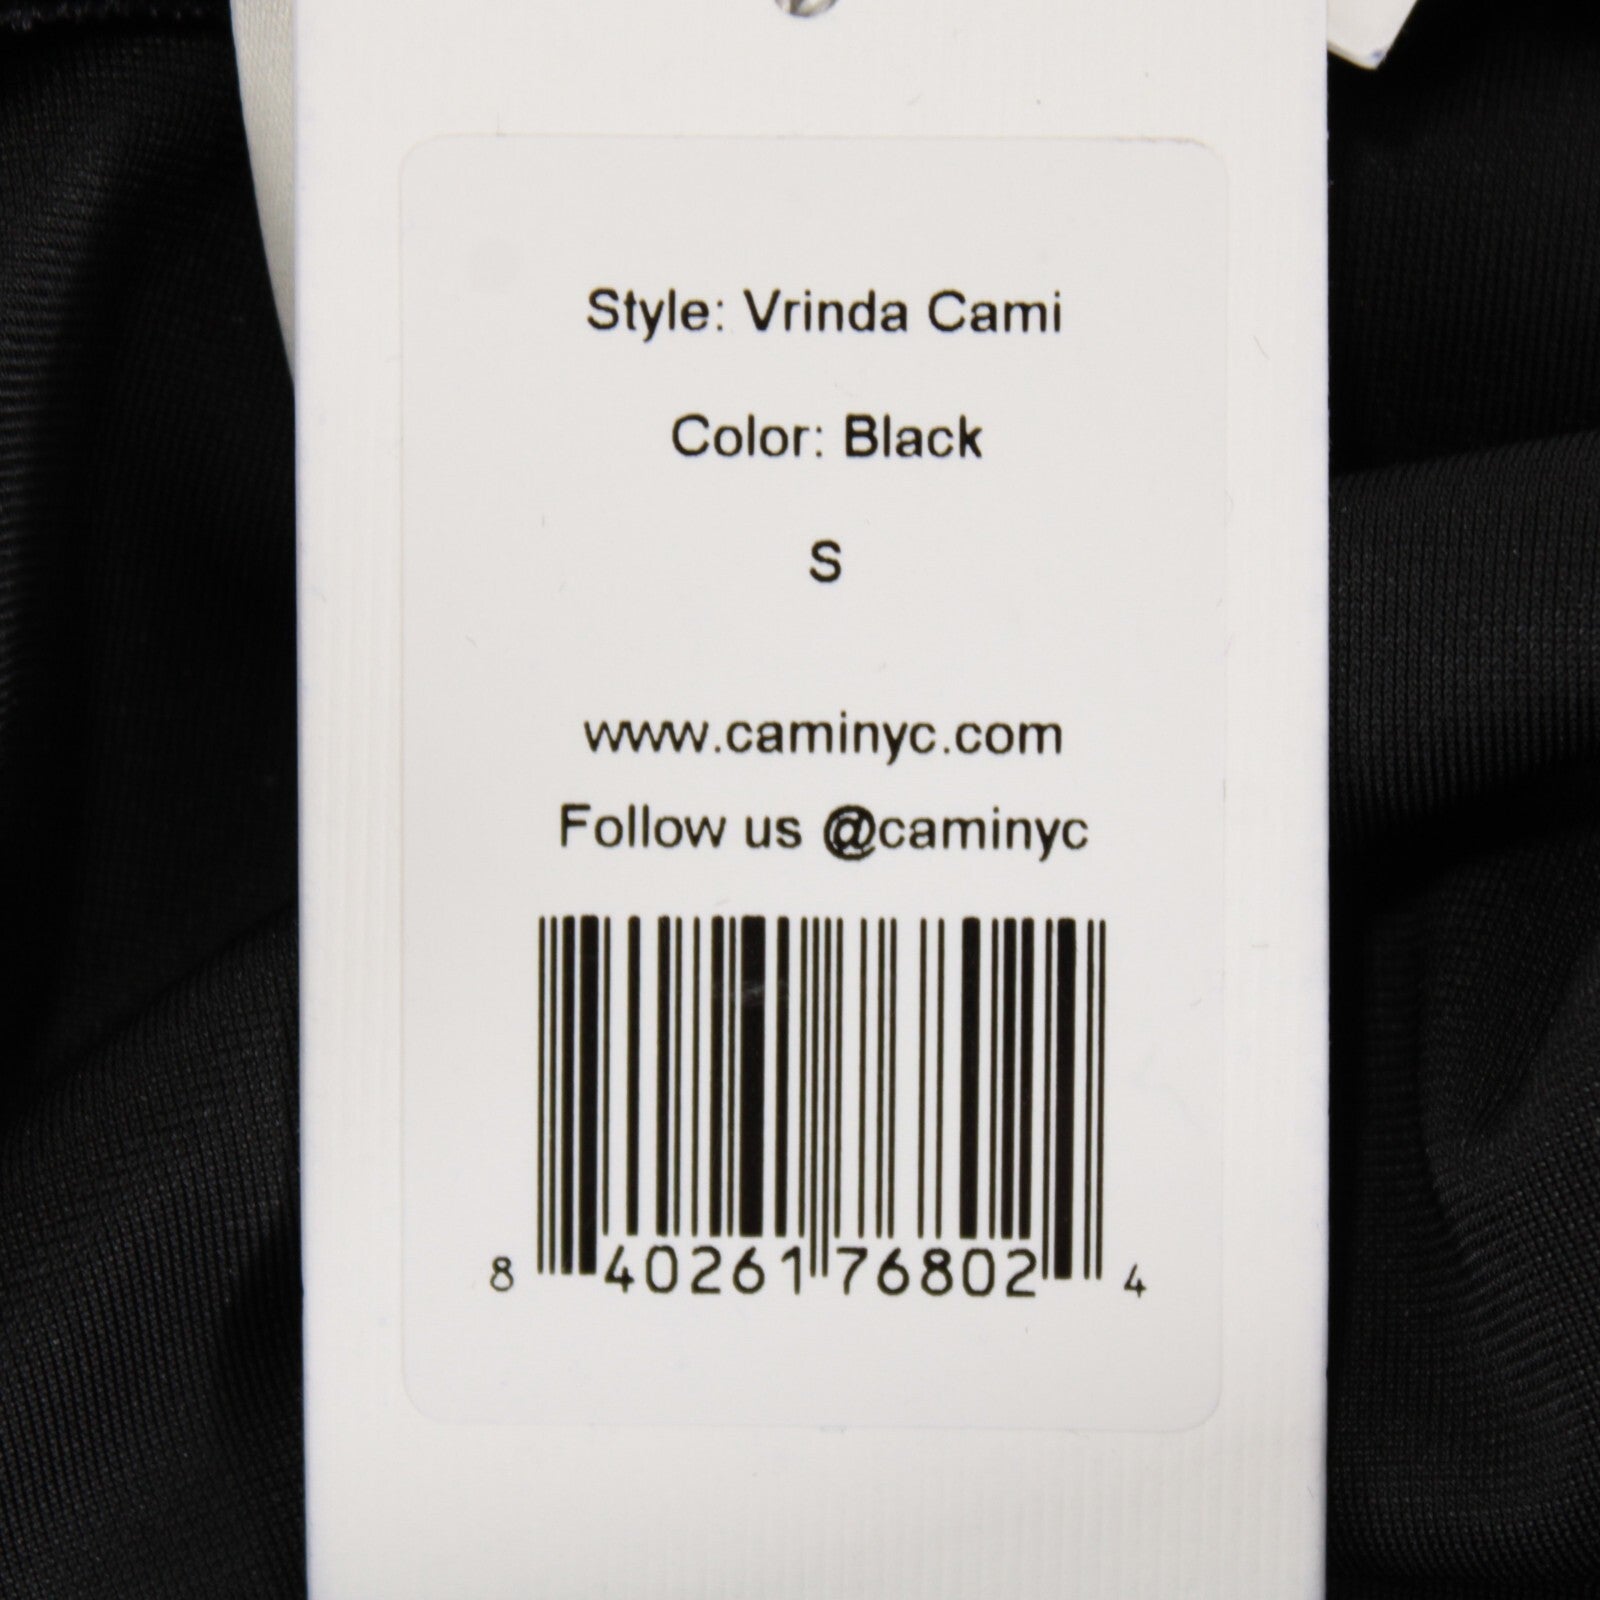 Style: Vrinda Cami
Color: Black
S
www.caminyc.com
Follow us @caminyc
8 40261 76802 4